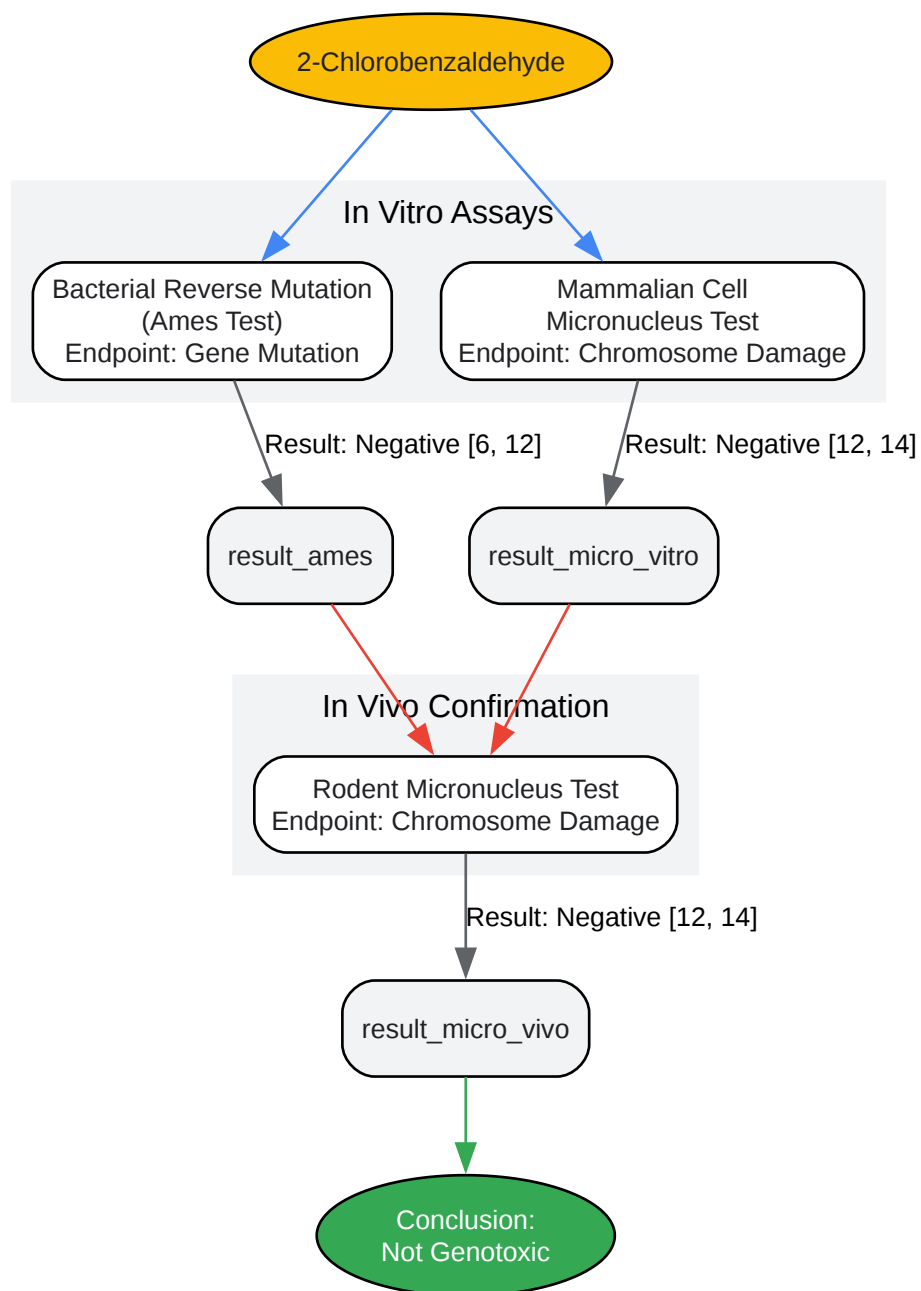 2-Chlorobenzaldehyde
In Vitro Assays
Bacterial Reverse Mutation
(Ames Test)
Endpoint: Gene Mutation
Mammalian Cell
Micronucleus Test
Endpoint: Chromosome Damage
Result: Negative [6, 12]
Result: Negative [12, 14]
result_ames
result_micro_vitro
In Vivo Confirmation
Rodent Micronucleus Test
Endpoint: Chromosome Damage
Result: Negative [12, 14]
result_micro_vivo
Conclusion:
Not Genotoxic